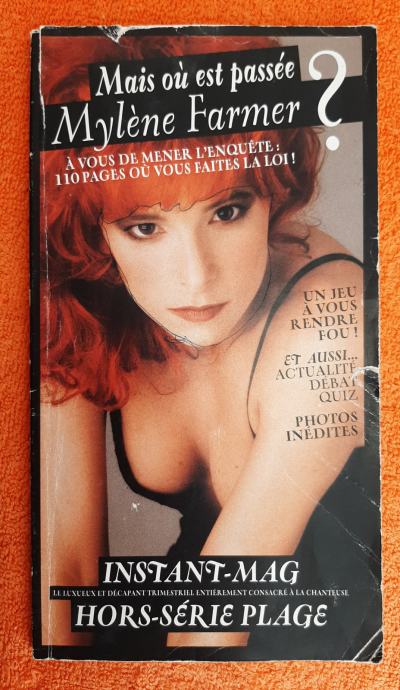 Mais où est passée
Mylène Farmer ?
À VOUS DE MENER L'ENQUÊTE :
110 PAGES OÙ VOUS FAITES LA LOI !
UN JEU
À VOUS
RENDRE
FOU !
ET AUSSI...
ACTUALITÉ
DÉBAT
QUIZ
PHOTOS
INÉDITES
INSTANT-MAG
LE LUXUEUX ET DÉCAPANT TRIMESTRIEL ENTIÈREMENT CONSACRÉ À LA CHANTEUSE
HORS-SÉRIE PLAGE